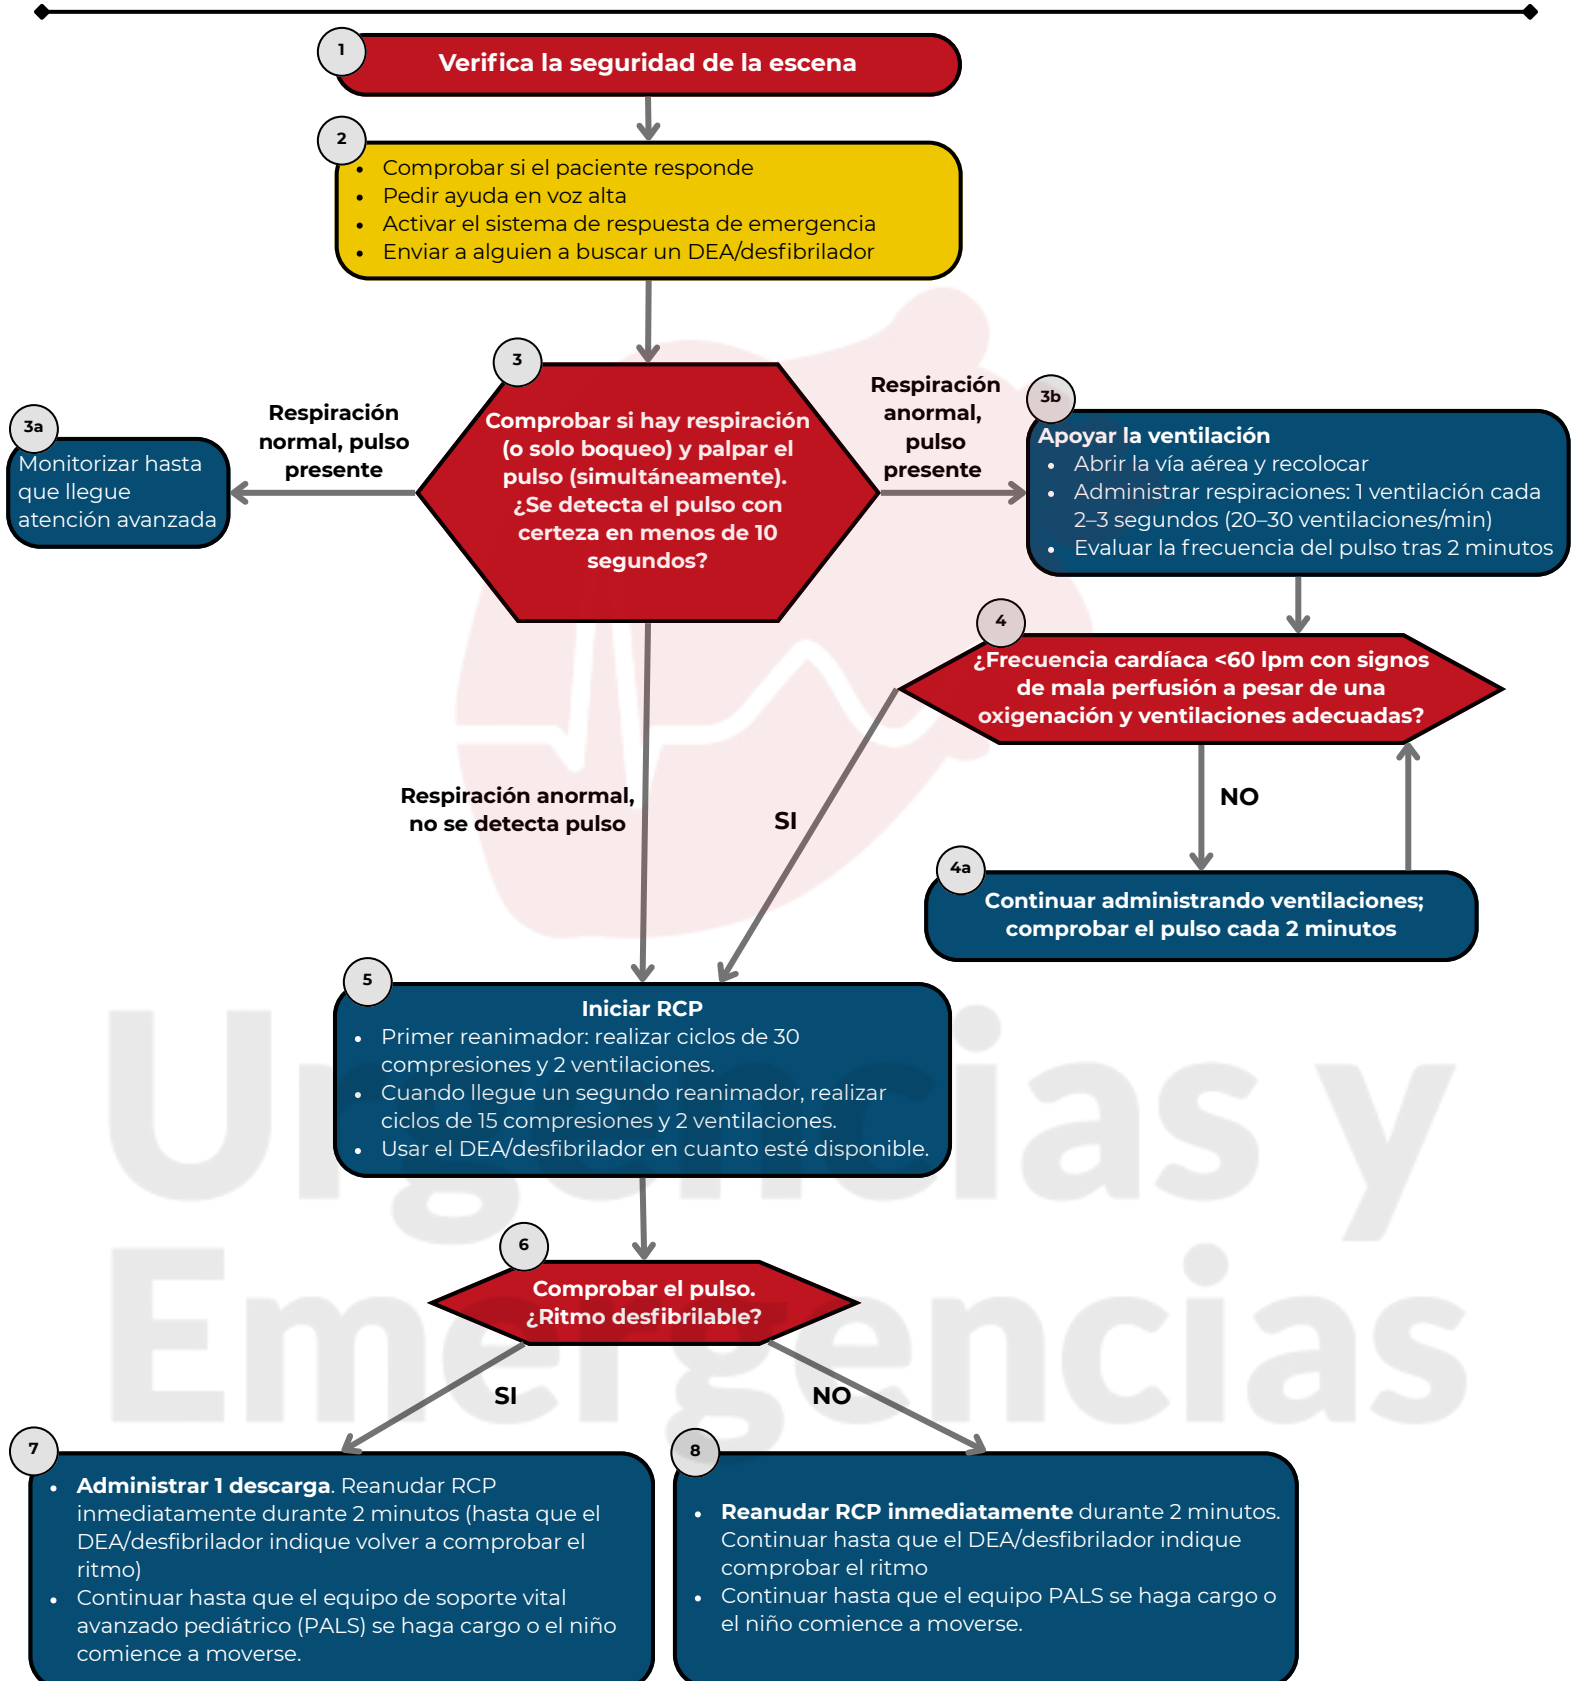 1
Verifica la seguridad de la escena
2
• Comprobar si el paciente responde
• Pedir ayuda en voz alta
• Activar el sistema de respuesta de emergencia
• Enviar a alguien a buscar un DEA/desfibrilador
3
Comprobar si hay respiración
(o solo boqueo) y palpar el
pulso (simultáneamente).
¿Se detecta el pulso con
certeza en menos de 10
segundos?
Respiración
normal, pulso
presente
3a
Monitorizar hasta
que llegue
atención avanzada
Respiración
anormal,
pulso
presente
3b
Apoyar la ventilación
• Abrir la vía aérea y recolocar
• Administrar respiraciones: 1 ventilación cada
2–3 segundos (20–30 ventilaciones/min)
• Evaluar la frecuencia del pulso tras 2 minutos
4
¿Frecuencia cardíaca <60 lpm con signos
de mala perfusión a pesar de una
oxigenación y ventilaciones adecuadas?
Respiración anormal,
no se detecta pulso
SI
NO
4a
Continuar administrando ventilaciones;
comprobar el pulso cada 2 minutos
5
Iniciar RCP
• Primer reanimador: realizar ciclos de 30
compresiones y 2 ventilaciones.
• Cuando llegue un segundo reanimador, realizar
ciclos de 15 compresiones y 2 ventilaciones.
• Usar el DEA/desfibrilador en cuanto esté disponible.
Urgencias y
Emergencias
6
Comprobar el pulso.
¿Ritmo desfibrilable?
SI
NO
7
• Administrar 1 descarga. Reanudar RCP
inmediatamente durante 2 minutos (hasta que el
DEA/desfibrilador indique volver a comprobar el
ritmo)
• Continuar hasta que el equipo de soporte vital
avanzado pediátrico (PALS) se haga cargo o el niño
comience a moverse.
8
• Reanudar RCP inmediatamente durante 2 minutos.
Continuar hasta que el DEA/desfibrilador indique
comprobar el ritmo
• Continuar hasta que el equipo PALS se haga cargo o
el niño comience a moverse.